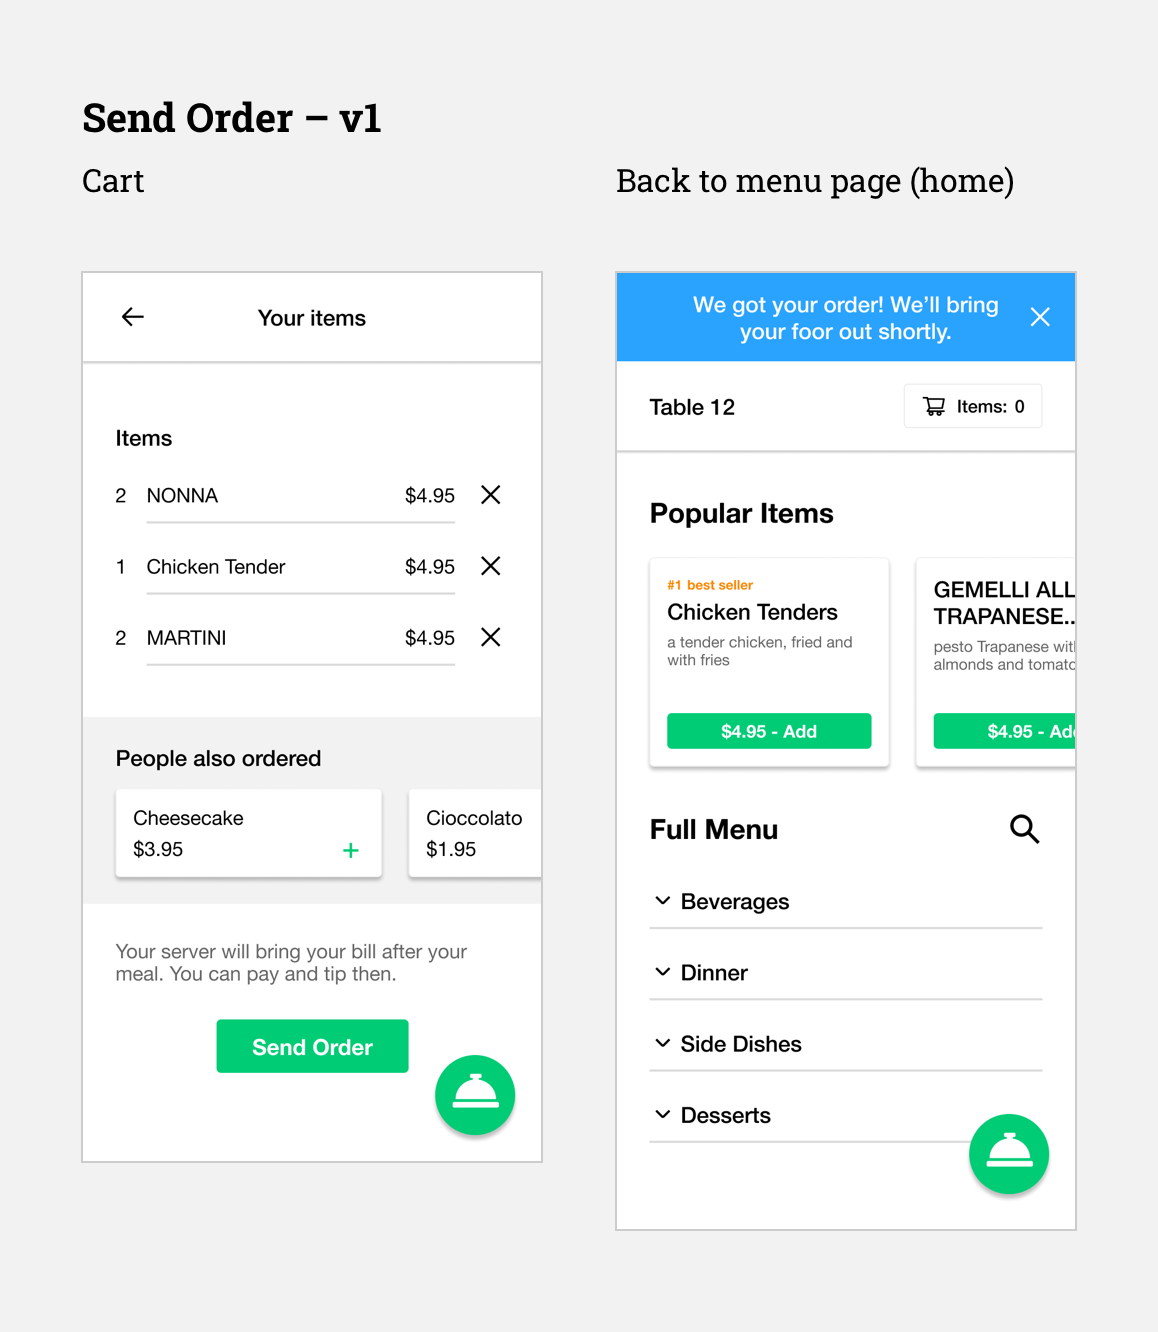 Send Order – v1
Cart
Back to menu page (home)
Your items
Items
2 NONNA $4.95
1 Chicken Tender $4.95
2 MARTINI $4.95
People also ordered
Cheesecake
$3.95 +
Cioccolato
$1.95
Your server will bring your bill after your
meal. You can pay and tip then.
Send Order
We got your order! We’ll bring
your foor out shortly.
Table 12
Items: 0
Popular Items
#1 best seller
Chicken Tenders
a tender chicken, fried and
with fries
$4.95 - Add
GEMELLI ALL
TRAPANESE..
pesto Trapanese with
almonds and tomato
$4.95 - Add
Full Menu
Beverages
Dinner
Side Dishes
Desserts